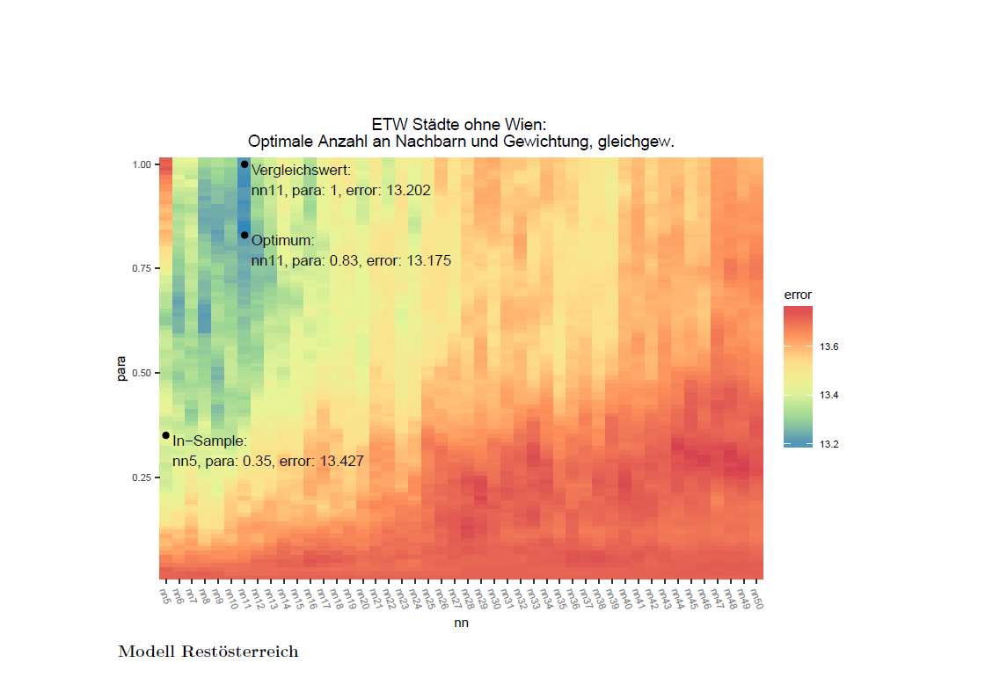 ETW Städte ohne Wien:
Optimale Anzahl an Nachbarn und Gewichtung, gleichgew.
1.00
Vergleichswert:
nn11, para: 1, error: 13.202
Optimum:
nn11, para: 0.83, error: 13.175
0.75
error
13.6
para
0.50
13.4
In-Sample:
nn5, para: 0.35, error: 13.427
13.2
0.25
nn5 nn6 nn7 nn8 nn9 nn10 nn11 nn12 nn13 nn14 nn15 nn16 nn17 nn18 nn19 nn20 nn21 nn22 nn23 nn24 nn25 nn26 nn27 nn28 nn29 nn30 nn31 nn32 nn33 nn34 nn35 nn36 nn37 nn38 nn39 nn40 nn41 nn42 nn43 nn44 nn45 nn46 nn47 nn48 nn49 nn50
nn
Modell Restösterreich